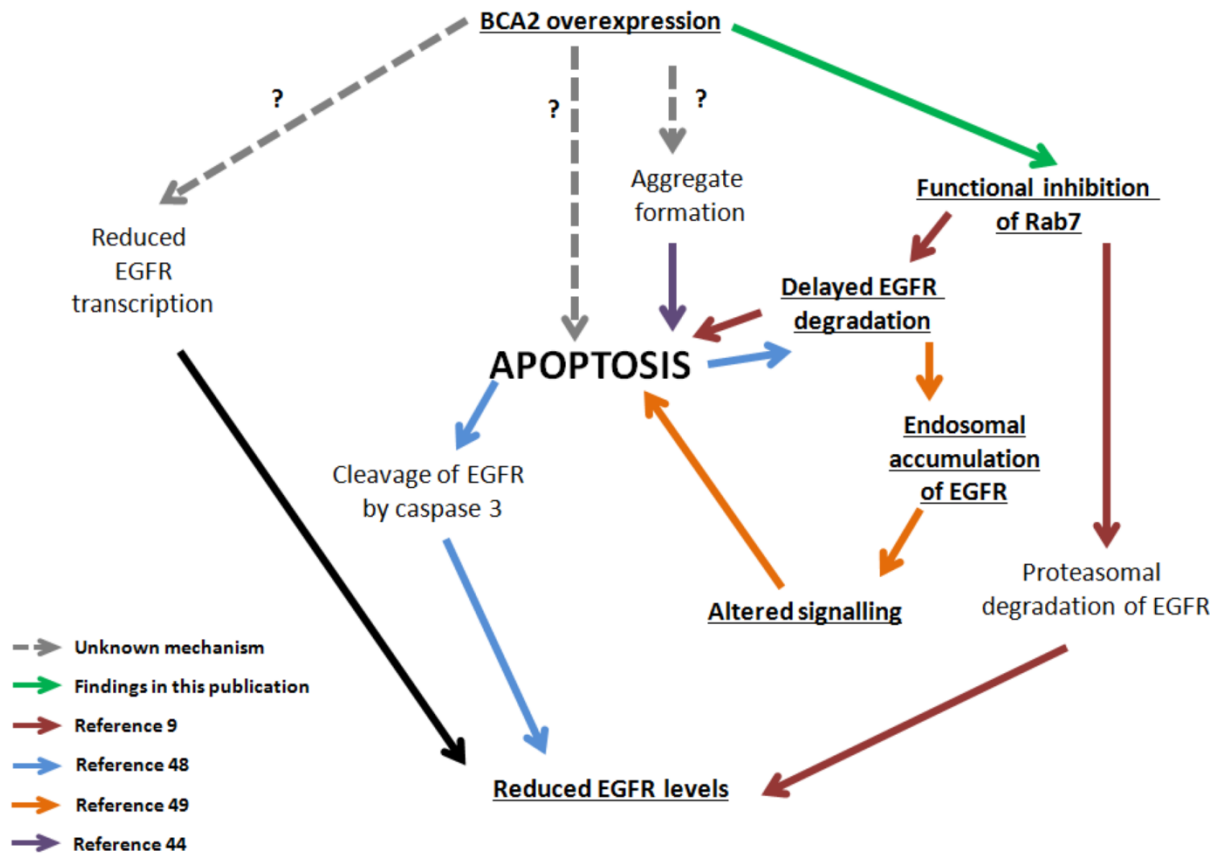 BCA2 overexpression
?
?
?
Aggregate
formation
Functional inhibition
of Rab7
Reduced
EGFR
transcription
Delayed EGFR
degradation
APOPTOSIS
Endosomal
accumulation
of EGFR
Cleavage of EGFR
by caspase 3
Proteasomal
degradation of EGFR
Altered signalling
Reduced EGFR levels
Unknown mechanism
Findings in this publication
Reference 9
Reference 48
Reference 49
Reference 44